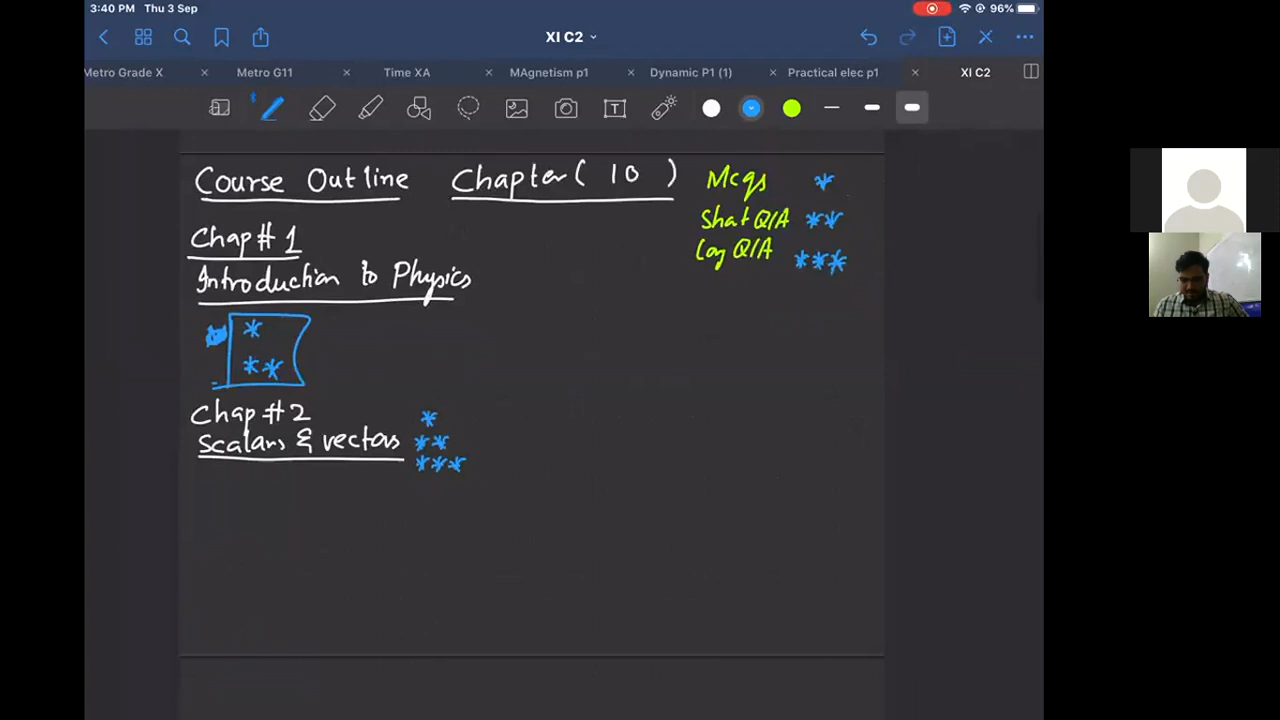 3:40 PM Thu 3 Sep 96%
XI C2
Metro Grade X Metro G11 Time XA MAgnetism p1 Dynamic P1 (1) Practical elec p1 XI C2
T
Course Outline Chapter( 10 ) Mcqs *
Shot Q/A **
Log Q/A ***
Chap# 1
Introduction to Physics
*
**
Chap # 2 *
Scalars & vectors **
***